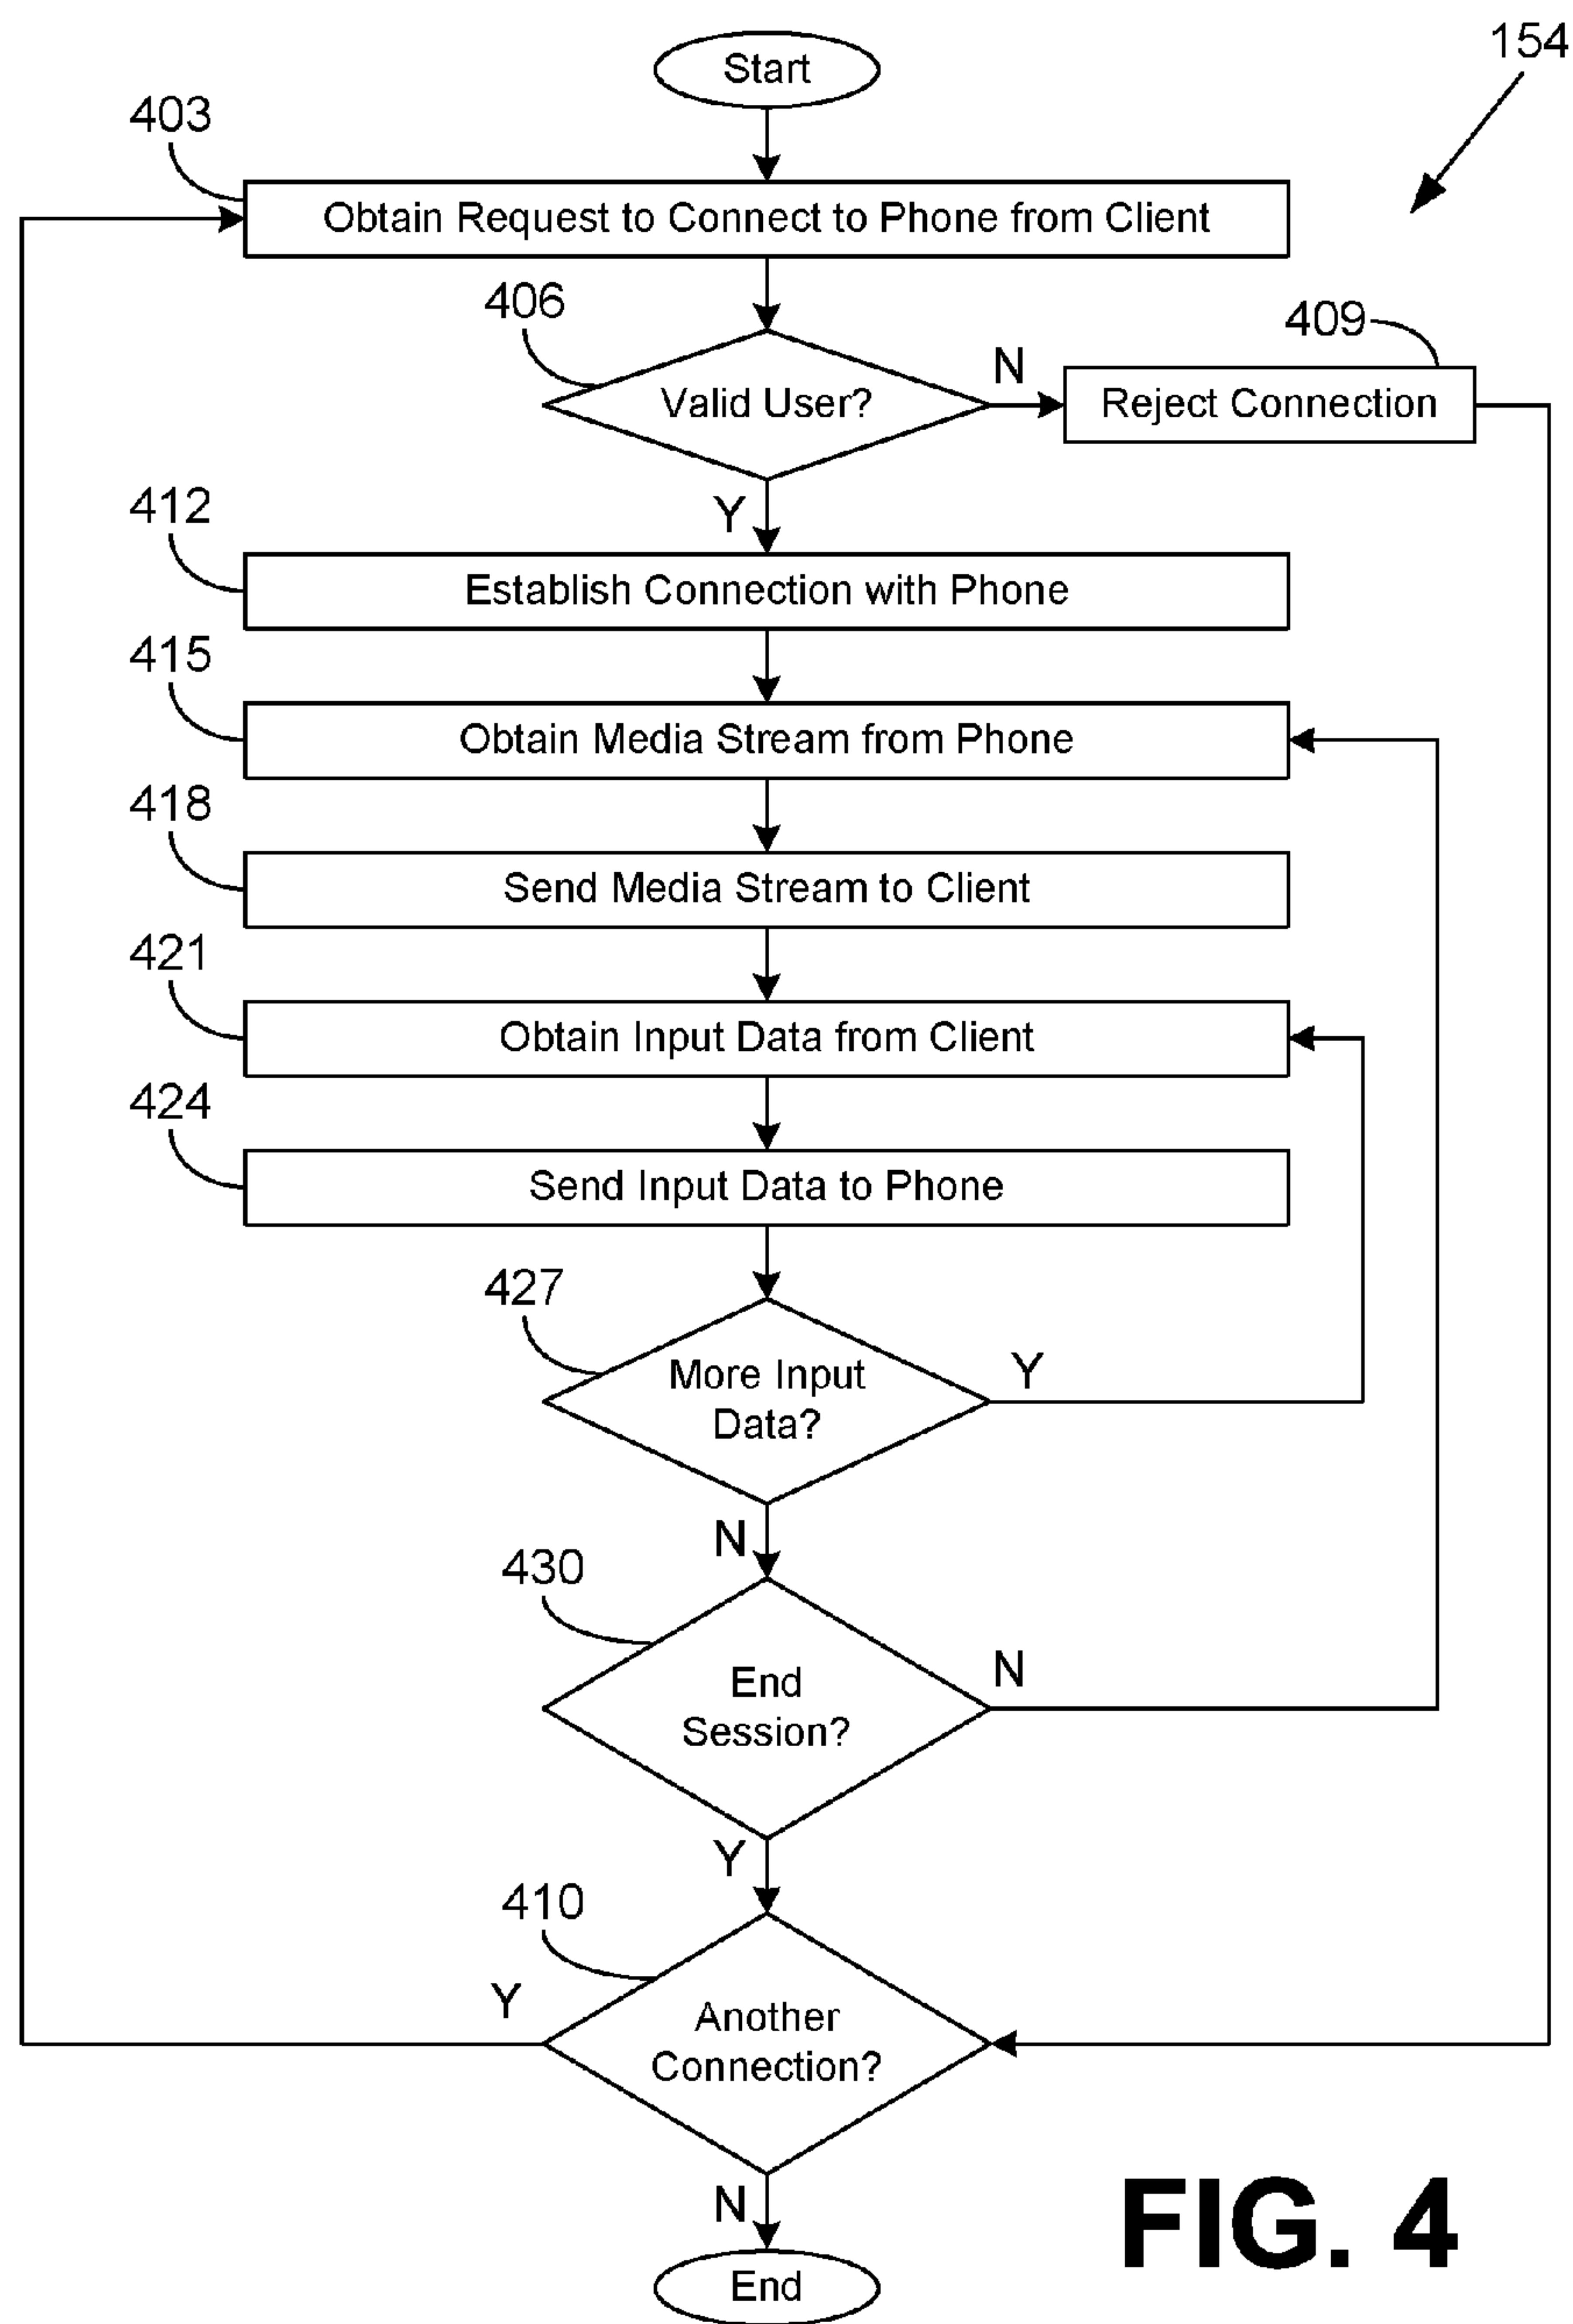 Start
154
403
Obtain Request to Connect to Phone from Client
406
Valid User?
N
409
Reject Connection
Y
412
Establish Connection with Phone
415
Obtain Media Stream from Phone
418
Send Media Stream to Client
421
Obtain Input Data from Client
424
Send Input Data to Phone
427
More Input
Data?
Y
N
430
End
Session?
N
Y
410
Another
Connection?
Y
N
End
FIG. 4